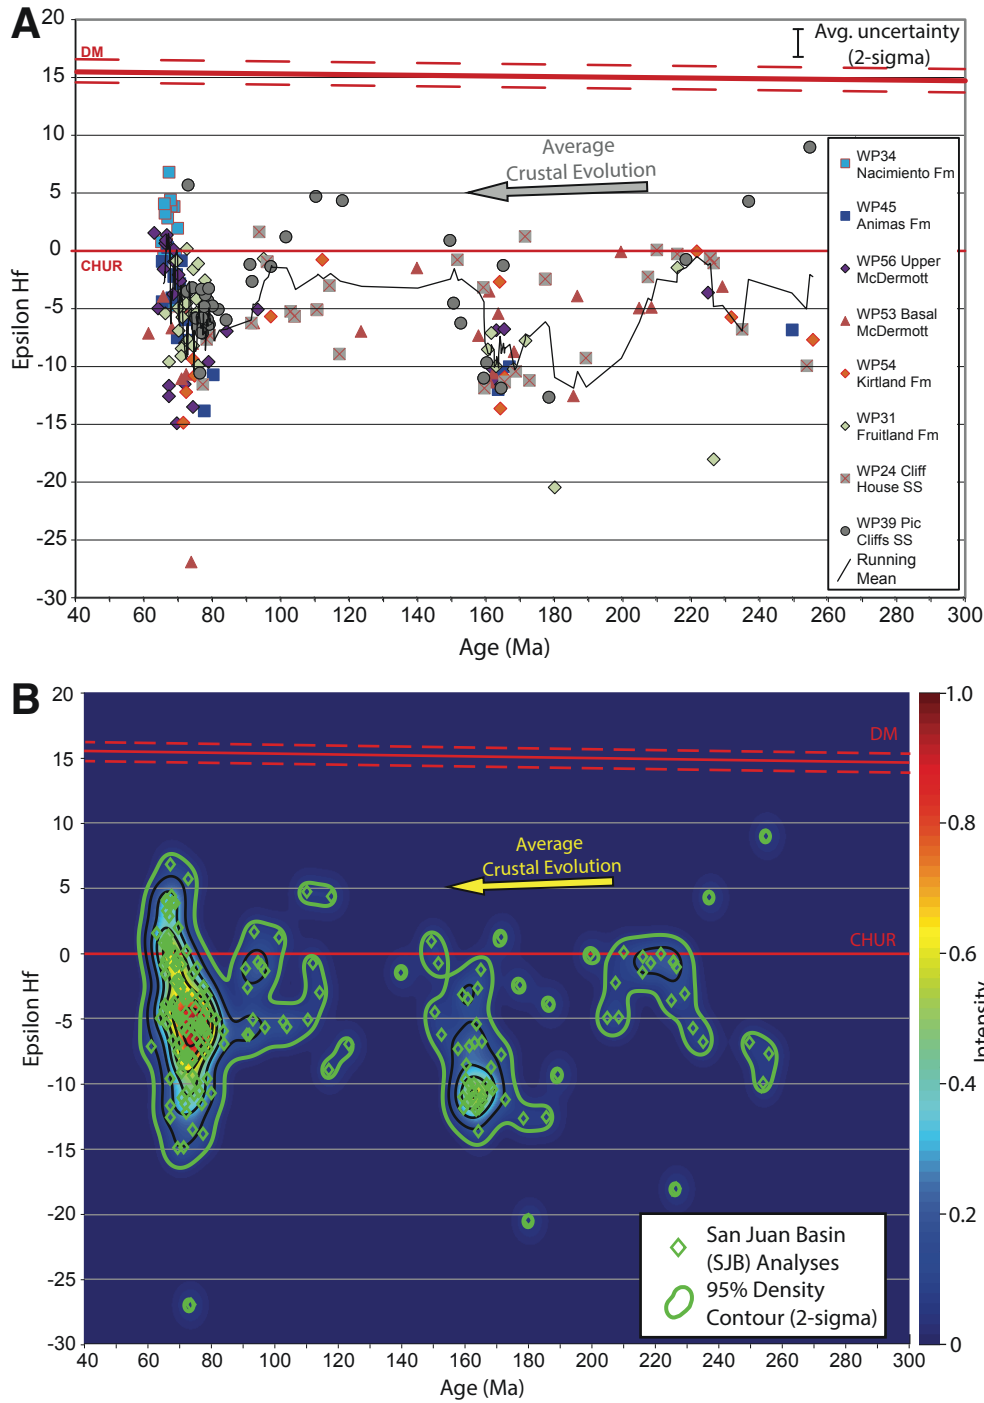 A
20
15
10
5
0
-5
-10
-15
-20
-25
-30
Epsilon Hf
DM
CHUR
Avg. uncertainty
(2-sigma)
Average
Crustal Evolution
WP34
Nacimiento Fm
WP45
Animas Fm
WP56 Upper
McDermott
WP53 Basal
McDermott
WP54
Kirtland Fm
WP31
Fruitland Fm
WP24 Cliff
House SS
WP39 Pic
Cliffs SS
Running
Mean
40 60 80 100 120 140 160 180 200 220 240 260 280 300
Age (Ma)
B
20
15
10
5
0
-5
-10
-15
-20
-25
-30
Epsilon Hf
DM
Average
Crustal Evolution
CHUR
San Juan Basin
(SJB) Analyses
95% Density
Contour (2-sigma)
40 60 80 100 120 140 160 180 200 220 240 260 280 300
Age (Ma)
1.0
0.8
0.6
0.4
0.2
0
Intensity